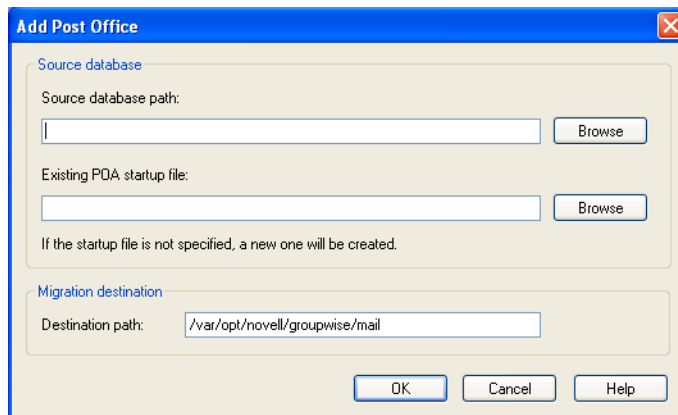 Add Post Office
Source database
Source database path:
Browse
Existing POA startup file:
Browse
If the startup file is not specified, a new one will be created.
Migration destination
Destination path: /var/opt/novell/groupwise/mail
OK Cancel Help